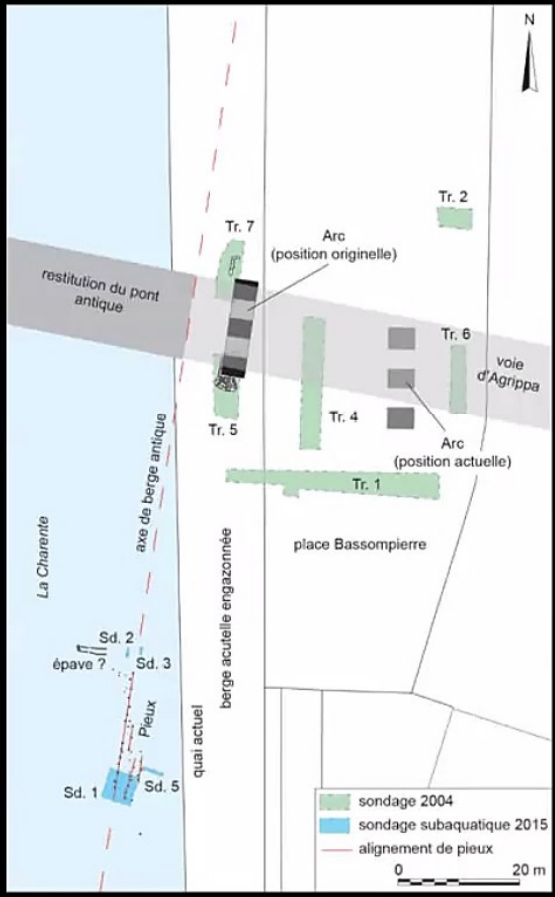 N
Tr. 2
Tr. 7
Arc
(position originelle)
restitution du pont
antique
Tr. 6
voie
d'Agrippa
Tr. 5
Tr. 4
Arc
(position actuelle)
Tr. 1
axe de berge antique
place Bassompierre
La Charente
berge acutelle engazonnée
Sd. 2
épave ?
Sd. 3
Pieux
quai actuel
Sd. 1
Sd. 5
sondage 2004
sondage subaquatique 2015
alignement de pieux
0 20 m